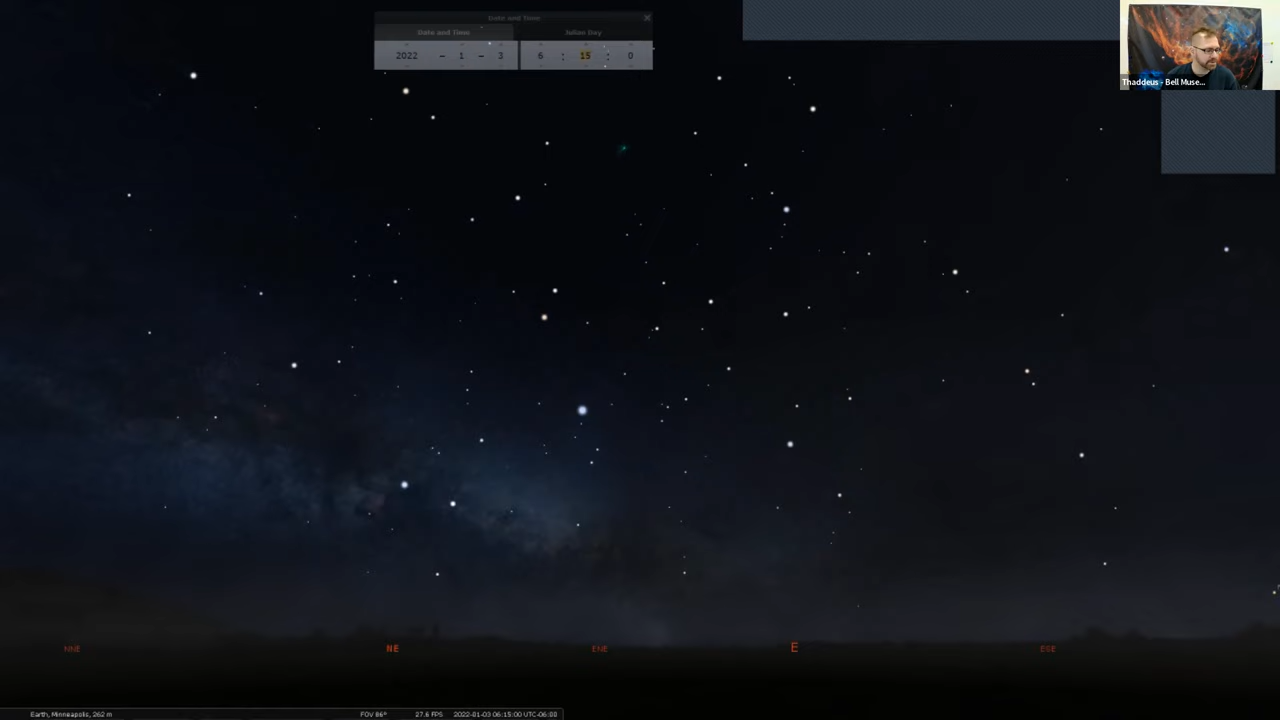 Date and Time
Date and Time
Julian Day
2022 - 1 - 3
6 : 15 : 0
Thaddeus - Bell Muse...
NNE
NE
ENE
E
ESE
Earth, Minneapolis, 262 m
FOV 86°
27.6 FPS
2022-01-03 06:15:00 UTC-06:00